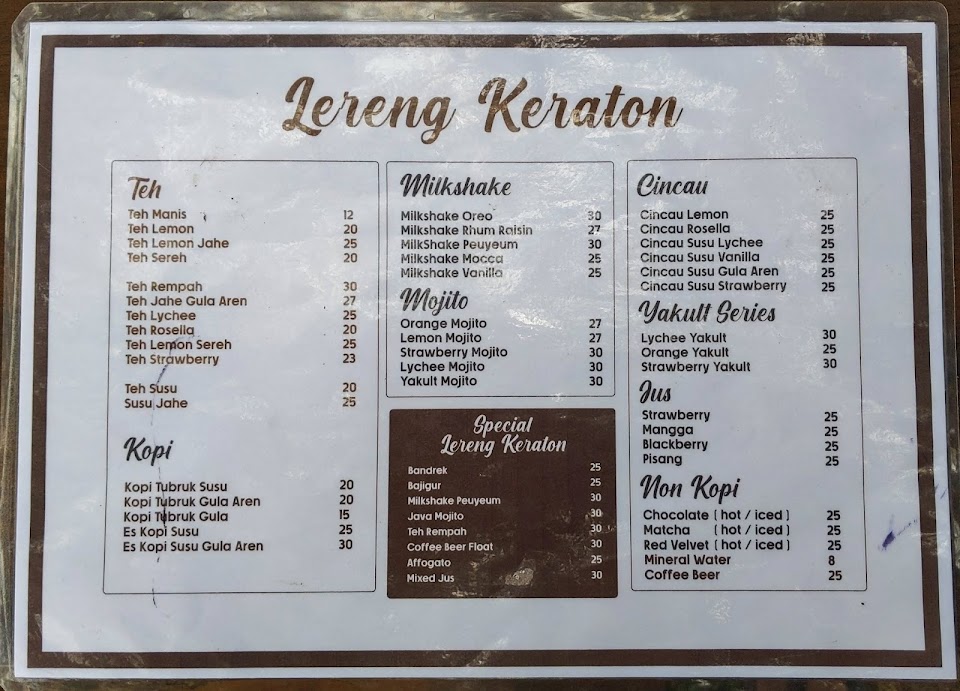 Lereng Keraton
Teh
Teh Manis 12
Teh Lemon 20
Teh Lemon Jahe 25
Teh Sereh 20
Teh Rempah 30
Teh Jahe Gula Aren 27
Teh Lychee 25
Teh Rosella 20
Teh Lemon Sereh 25
Teh Strawberry 23
Teh Susu 20
Susu Jahe 25
Kopi
Kopi Tubruk Susu 20
Kopi Tubruk Gula Aren 20
Kopi Tubruk Gula 15
Es Kopi Susu 25
Es Kopi Susu Gula Aren 30
Milkshake
Milkshake Oreo 30
Milkshake Rhum Raisin 27
MilkShake Peuyeum 30
Milkshake Mocca 25
Milkshake Vanilla 25
Mojito
Orange Mojito 27
Lemon Mojito 27
Strawberry Mojito 30
Lychee Mojito 30
Yakult Mojito 30
Special
Lereng Keraton
Bandrek 25
Bajigur 25
Milkshake Peuyeum 30
Java Mojito 30
Teh Rempah 30
Coffee Beer Float 30
Affogato 25
Mixed Jus 30
Cincau
Cincau Lemon 25
Cincau Rosella 25
Cincau Susu Lychee 25
Cincau Susu Vanilla 25
Cincau Susu Gula Aren 25
Cincau Susu Strawberry 25
Yakult Series
Lychee Yakult 30
Orange Yakult 25
Strawberry Yakult 30
Jus
Strawberry 25
Mangga 25
Blackberry 25
Pisang 25
Non Kopi
Chocolate ( hot / iced ) 25
Matcha ( hot / iced ) 25
Red Velvet ( hot / iced ) 25
Mineral Water 8
Coffee Beer 25